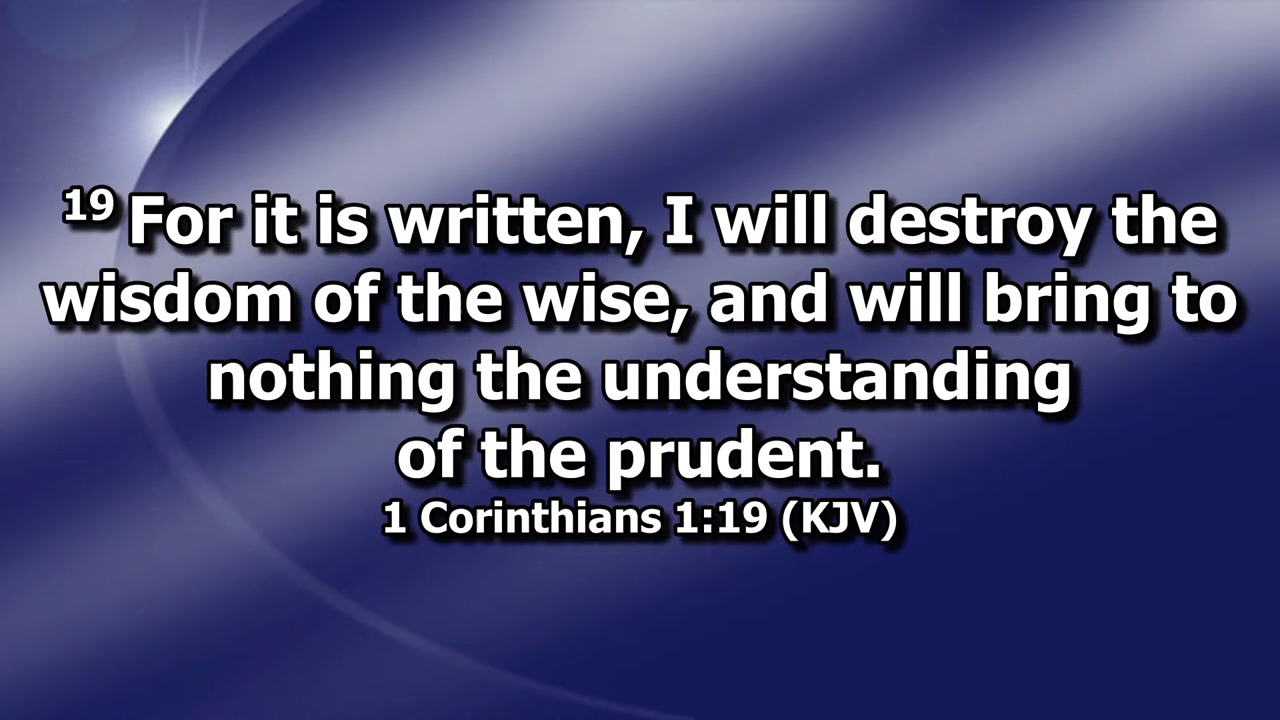 19 For it is written, I will destroy the
wisdom of the wise, and will bring to
nothing the understanding
of the prudent.
1 Corinthians 1:19 (KJV)